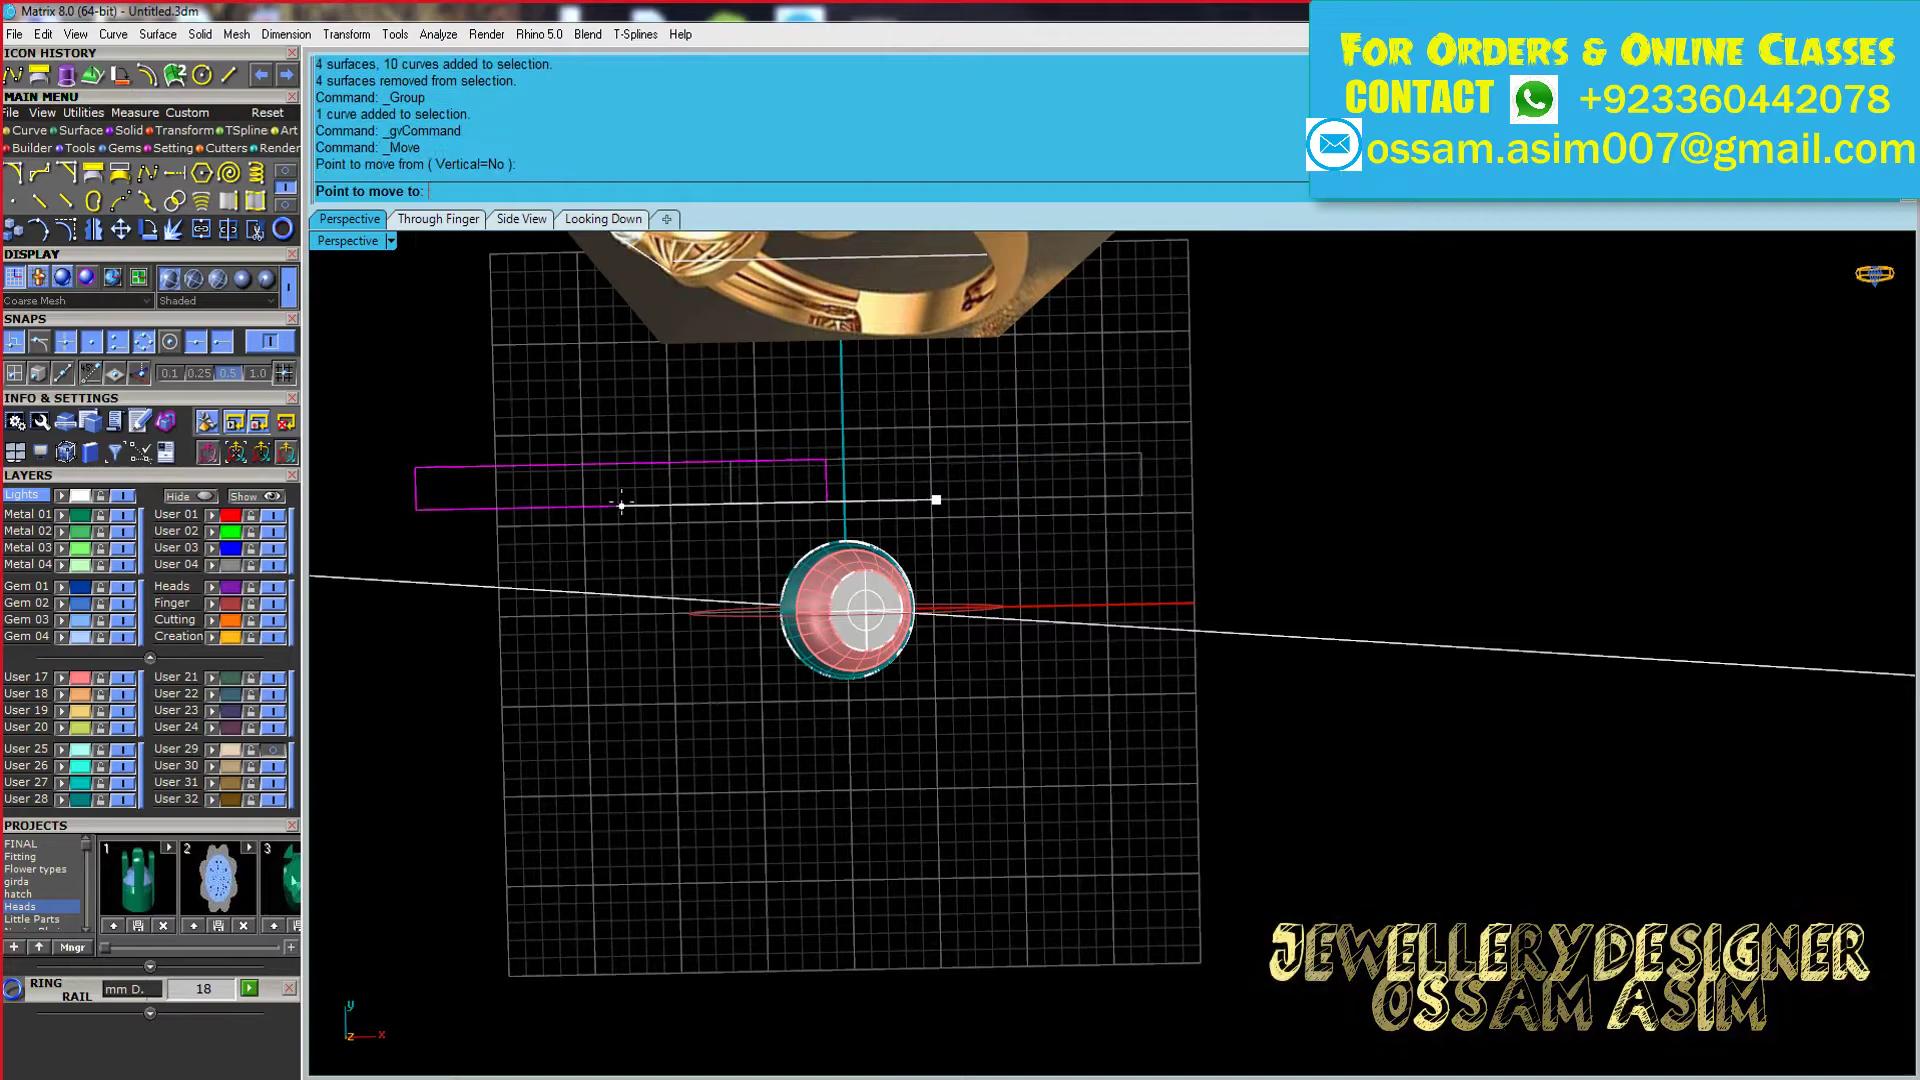 Matrix 8.0 (64-bit) - Untitled.3dm
File Edit View Curve Surface Solid Mesh Dimension Transform Tools Analyze Render Rhino 5.0 Blend T-Splines Help
ICON HISTORY
MAIN MENU
File View Utilities Measure Custom Reset
Curve Surface Solid Transform TSpline Art
Builder Tools Gems Setting Cutters Render
DISPLAY
Coarse Mesh Shaded
SNAPS
0.1 0.25 0.5 1.0
INFO & SETTINGS
LAYERS
Lights Hide Show
Metal 01 User 01
Metal 02 User 02
Metal 03 User 03
Metal 04 User 04
Gem 01 Heads
Gem 02 Finger
Gem 03 Cutting
Gem 04 Creation
User 17 User 21
User 18 User 22
User 19 User 23
User 20 User 24
User 25 User 29
User 26 User 30
User 27 User 31
User 28 User 32
PROJECTS
FINAL
Fitting
Flower types
girda
hatch
Heads
Little Parts
1 2 3
Mngr
RING RAIL mm D. 18
4 surfaces, 10 curves added to selection.
4 surfaces removed from selection.
Command: _Group
1 curve added to selection.
Command: _gvCommand
Command: _Move
Point to move from ( Vertical=No ):
Point to move to:
Perspective Through Finger Side View Looking Down
Perspective
y
z x
For Orders & Online Classes
CONTACT +923360442078
ossam.asim007@gmail.com
JEWELLERY DESIGNER
OSSAM ASIM